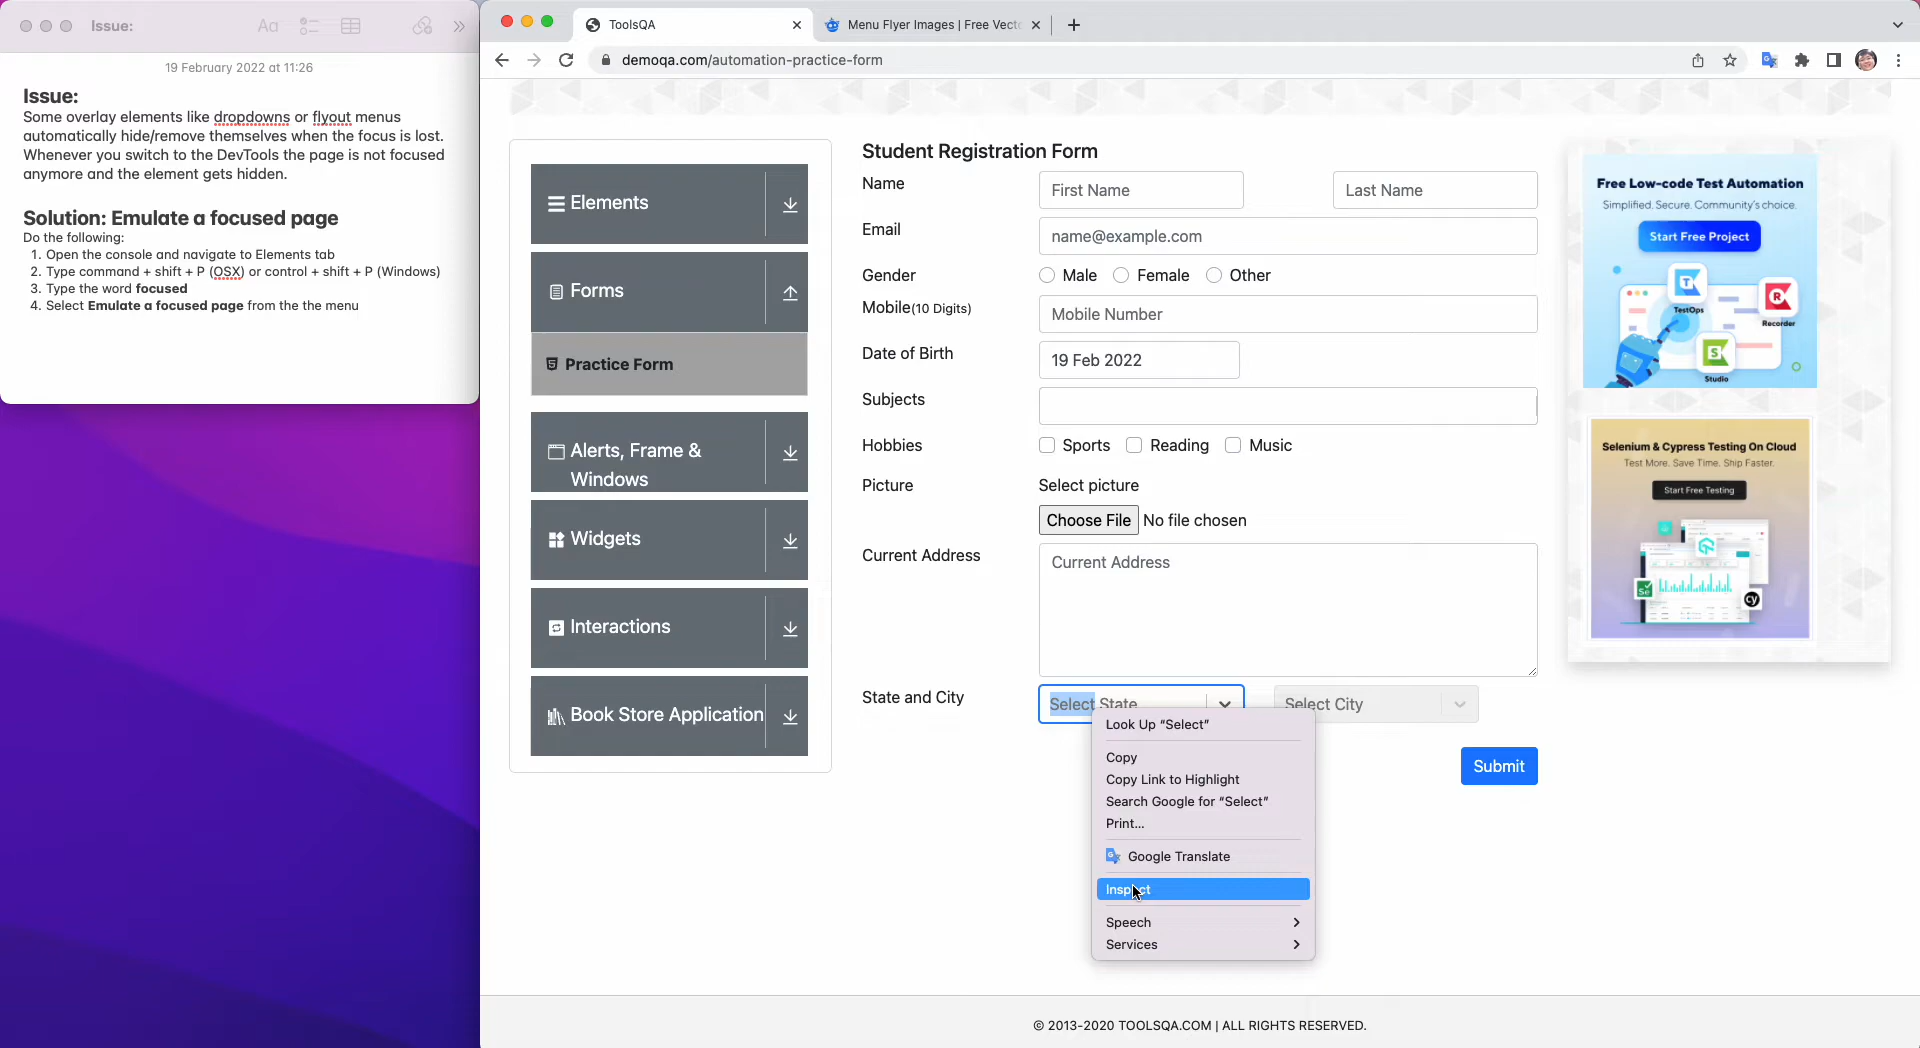 Issue:
19 February 2022 at 11:26
Issue:
Some overlay elements like dropdowns or flyout menus
automatically hide/remove themselves when the focus is lost.
Whenever you switch to the DevTools the page is not focused
anymore and the element gets hidden.
Solution: Emulate a focused page
Do the following:
1. Open the console and navigate to Elements tab
2. Type command + shift + P (OSX) or control + shift + P (Windows)
3. Type the word focused
4. Select Emulate a focused page from the the menu
ToolsQA
Menu Flyer Images | Free Vecto
demoqa.com/automation-practice-form
Elements
Forms
Practice Form
Alerts, Frame &
Windows
Widgets
Interactions
Book Store Application
Student Registration Form
Name
First Name
Last Name
Email
name@example.com
Gender
Male
Female
Other
Mobile(10 Digits)
Mobile Number
Date of Birth
19 Feb 2022
Subjects
Hobbies
Sports
Reading
Music
Picture
Select picture
Choose File No file chosen
Current Address
Current Address
State and City
Select State
Select City
Look Up “Select”
Copy
Copy Link to Highlight
Search Google for “Select”
Print...
Google Translate
Inspect
Speech
Services
Submit
Free Low-code Test Automation
Simplified. Secure. Community's choice.
Start Free Project
TestOps
Recorder
Studio
Selenium & Cypress Testing On Cloud
Test More. Save Time. Ship Faster.
Start Free Testing
Se
cy
© 2013-2020 TOOLSQA.COM | ALL RIGHTS RESERVED.